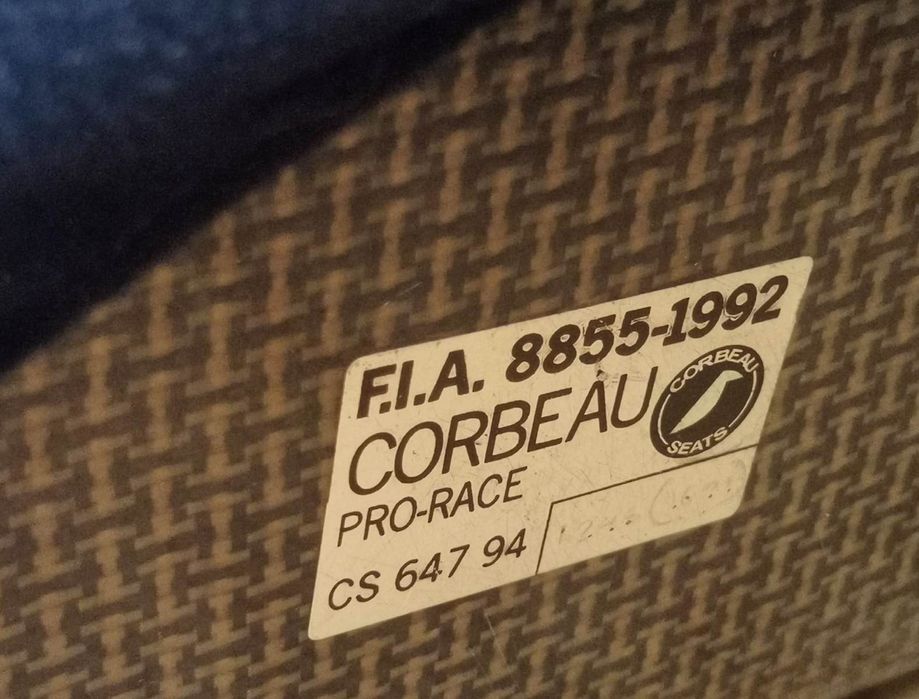 F.I.A. 8855-1992
CORBEAU
CORBEAU
SEATS
PRO-RACE
CS 647 94